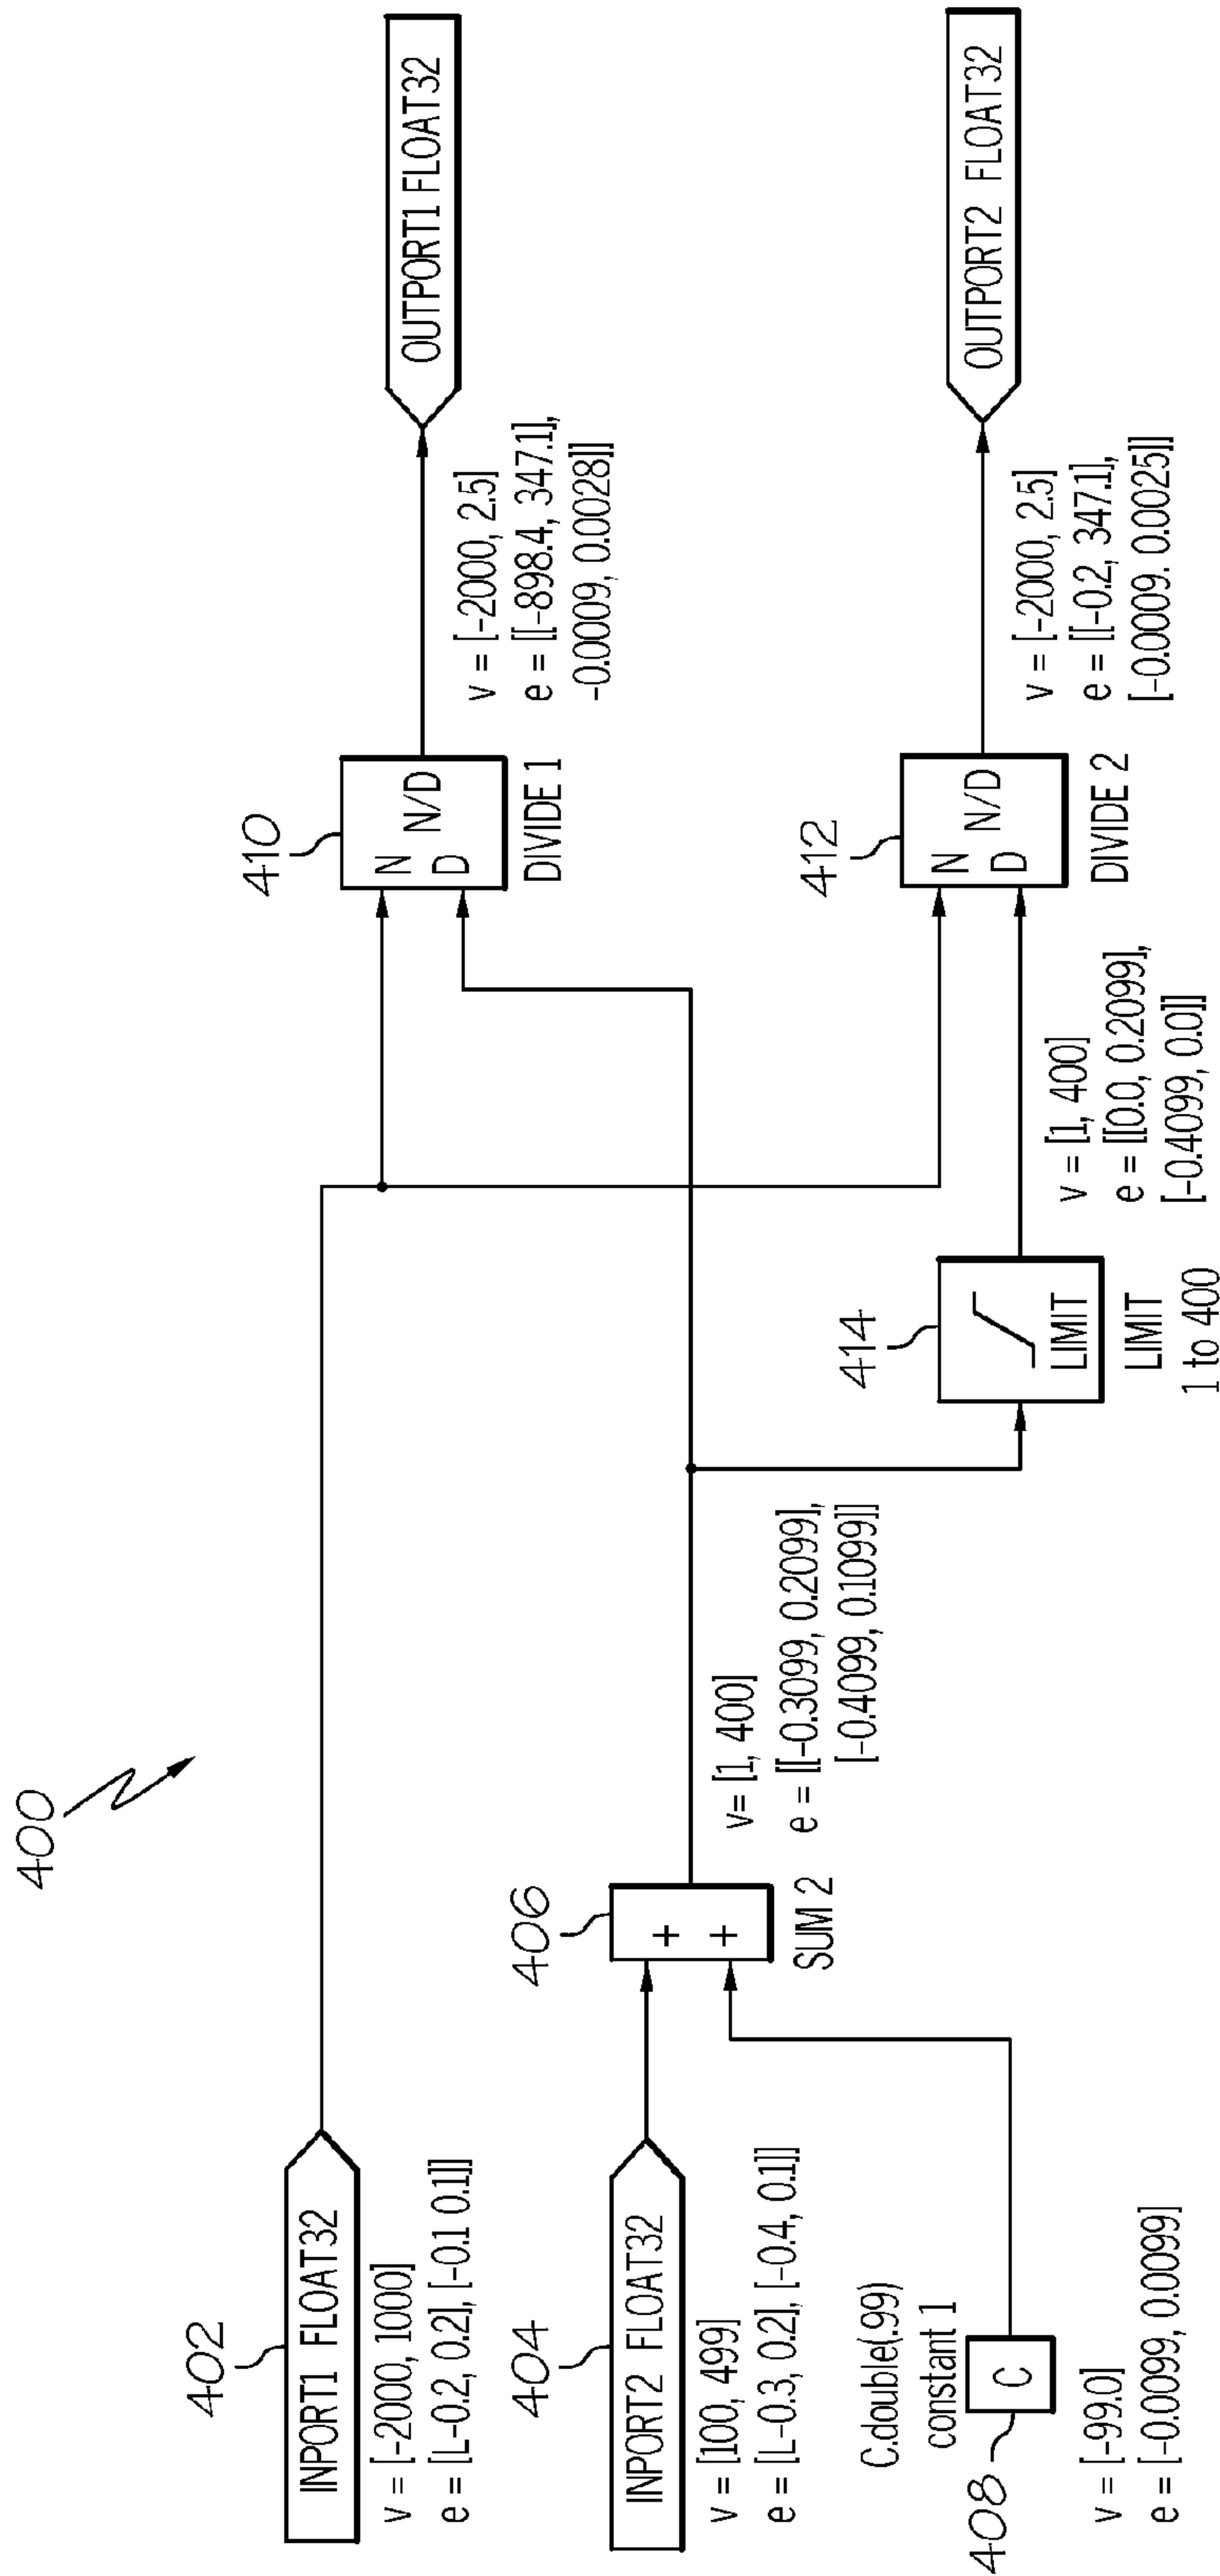 400
402
INPORT1 FLOAT32
v = [-2000, 1000]
e = [L-0.2, 0.2], [-0.1 0.1]]
404
INPORT2 FLOAT32
v = [100, 499]
e = [L-0.3, 0.2], [-0.4, 0.1]]
C.double(.99)
constant 1
408
C
v = [-99.0]
e = [-0.0099, 0.0099]
406
+
+
SUM 2
v= [1, 400]
e = [[-0.3099, 0.2099],
[-0.4099, 0.1099]]
414
LIMIT
LIMIT
1 to 400
v = [1, 400]
e = [[0.0, 0.2099],
[-0.4099, 0.0]]
410
N
D
N/D
DIVIDE 1
v = [-2000, 2.5]
e = [[-898.4, 347.1],
-0.0009, 0.0028]]
OUTPORT1 FLOAT32
412
N
D
N/D
DIVIDE 2
v = [-2000, 2.5]
e = [[-0.2, 347.1],
[-0.0009. 0.0025]]
OUTPORT2 FLOAT32